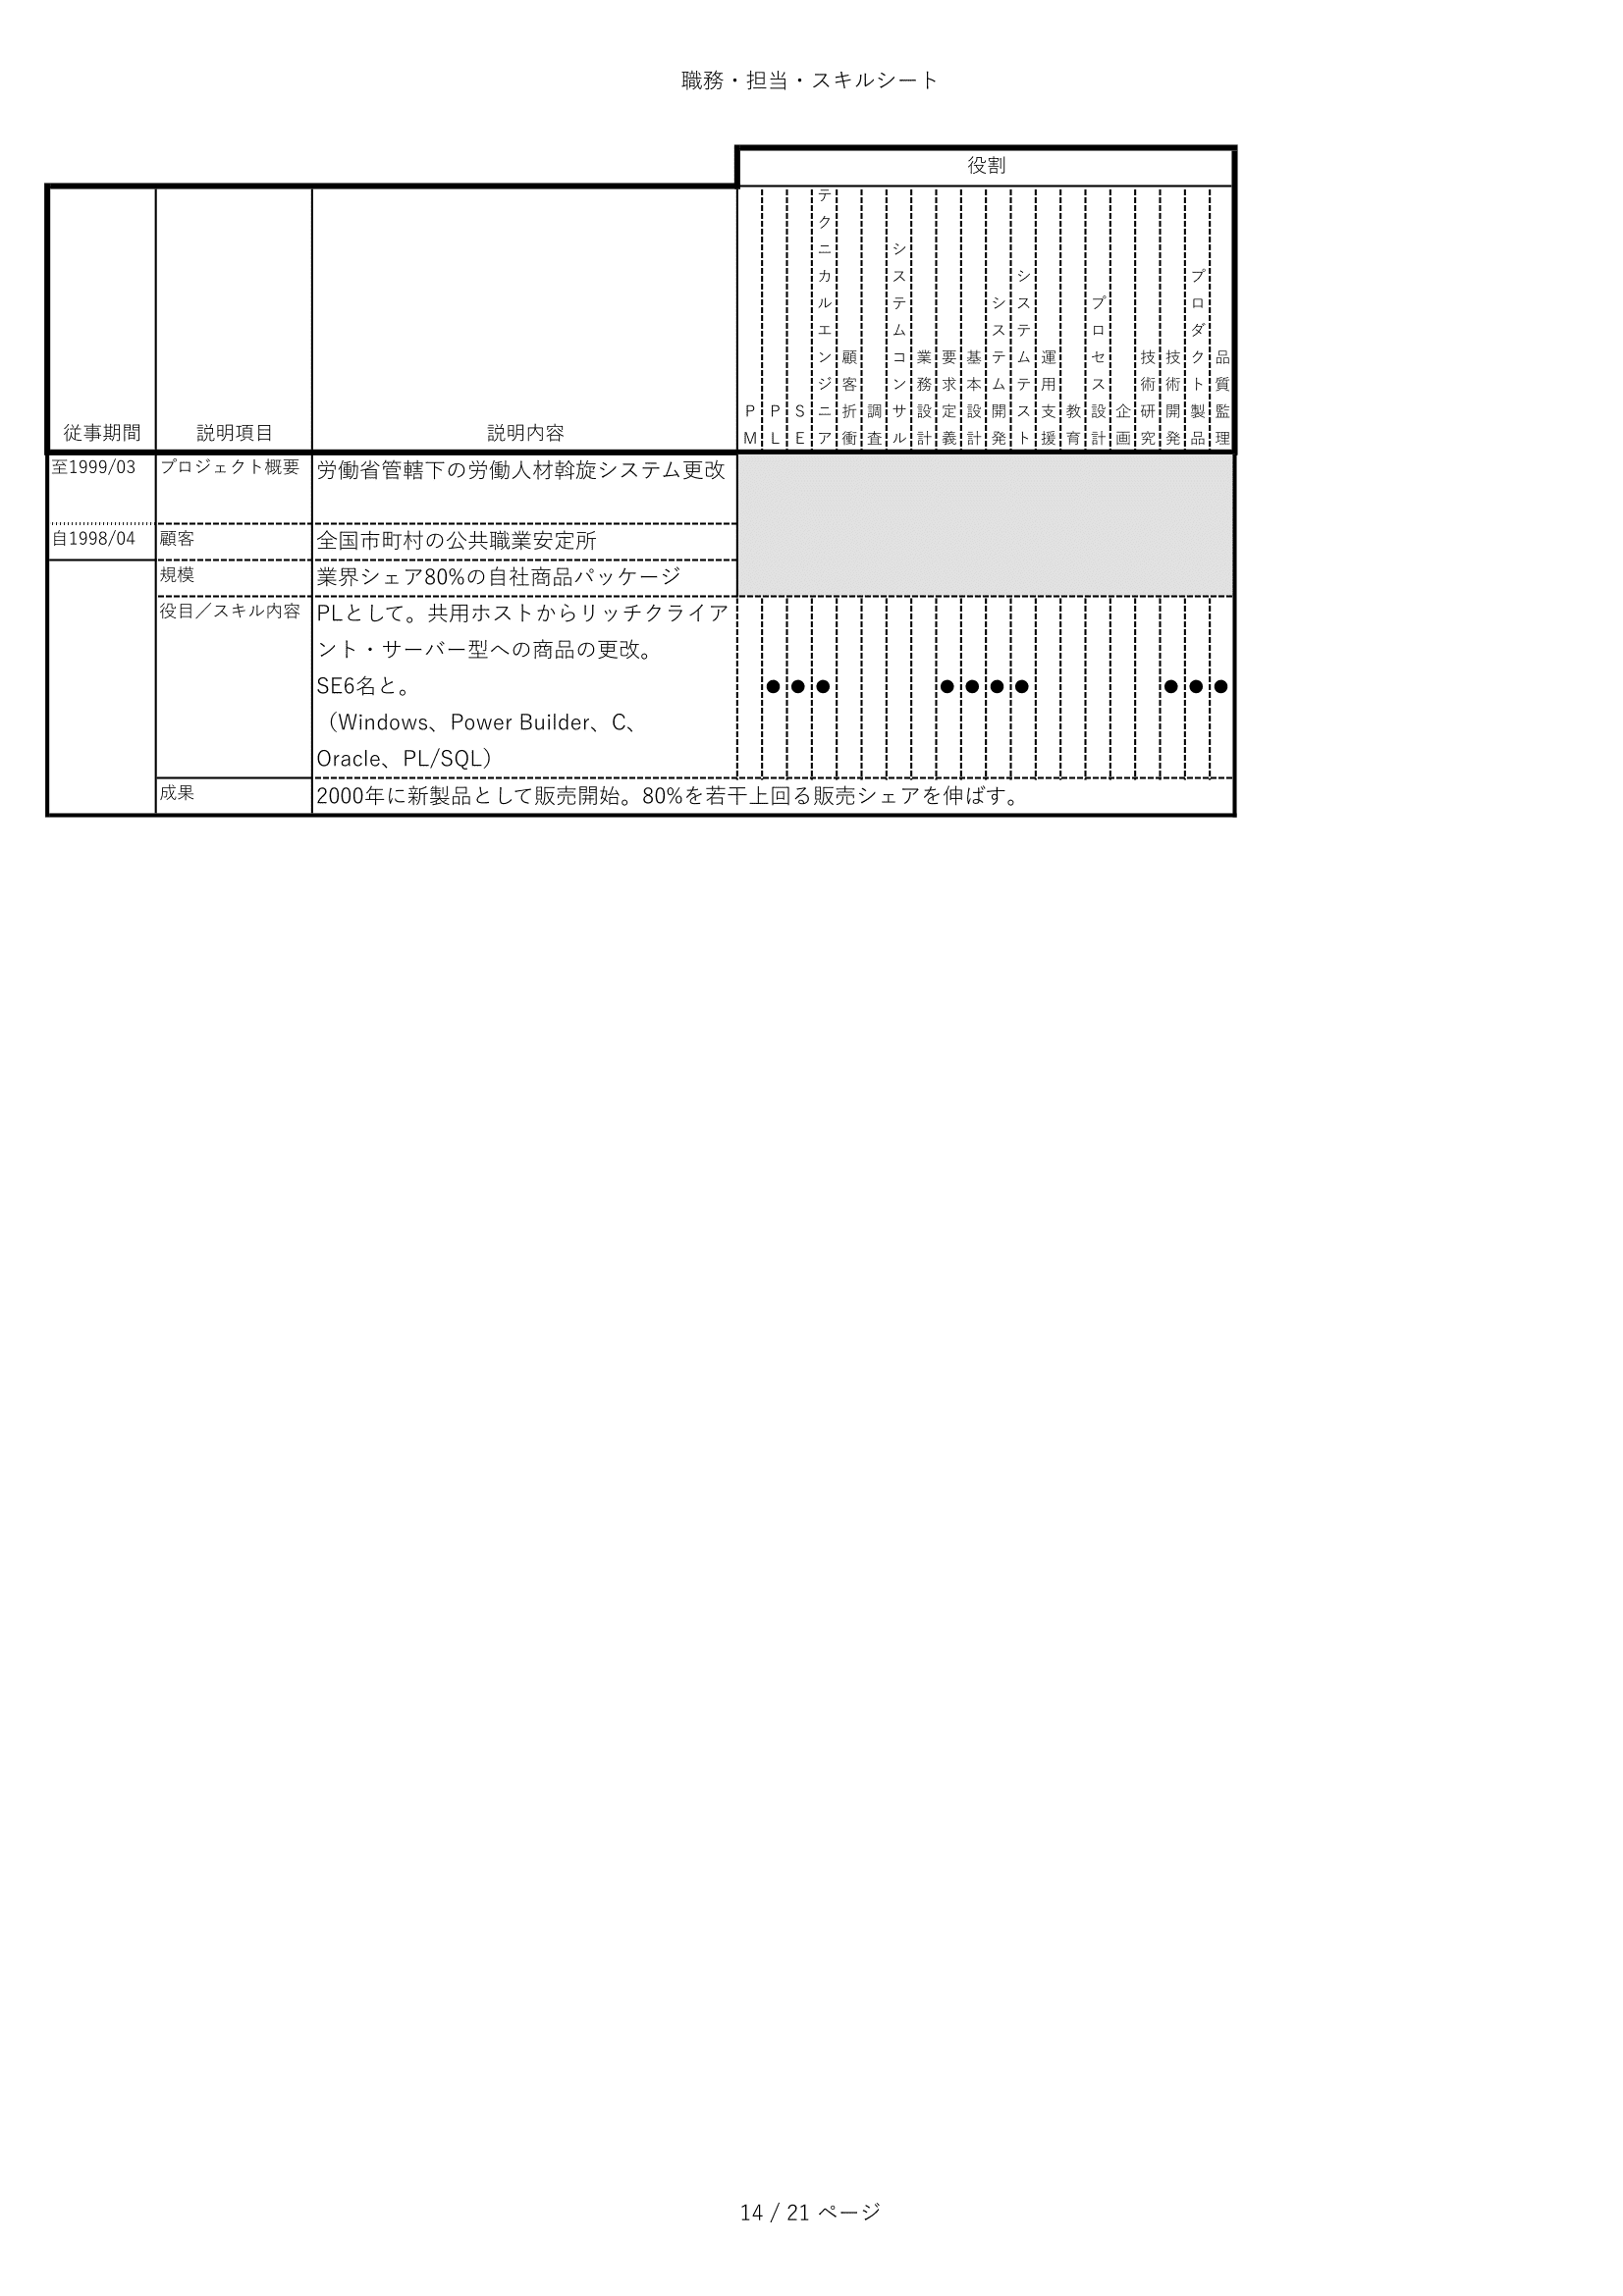 職務・担当・スキルシート
役割
従事期間
説明項目
説明内容
PM
PL
SE
テクニカルエンジニア
顧客折衝
調査
システムコンサル
業務設計
要求定義
基本設計
システム開発
システムテスト
運用支援
教育
プロセス設計
企画
技術研究
技術開発
プロダクト製品
品質監理
至1999/03
プロジェクト概要
労働省管轄下の労働人材斡旋システム更改
自1998/04
顧客
全国市町村の公共職業安定所
規模
業界シェア80%の自社商品パッケージ
役目／スキル内容
PLとして。共用ホストからリッチクライア
ント・サーバー型への商品の更改。
SE6名と。
（Windows、Power Builder、C、
Oracle、PL/SQL）
● ● ● ● ● ● ● ● ● ●
成果
2000年に新製品として販売開始。80%を若干上回る販売シェアを伸ばす。
14 / 21 ページ